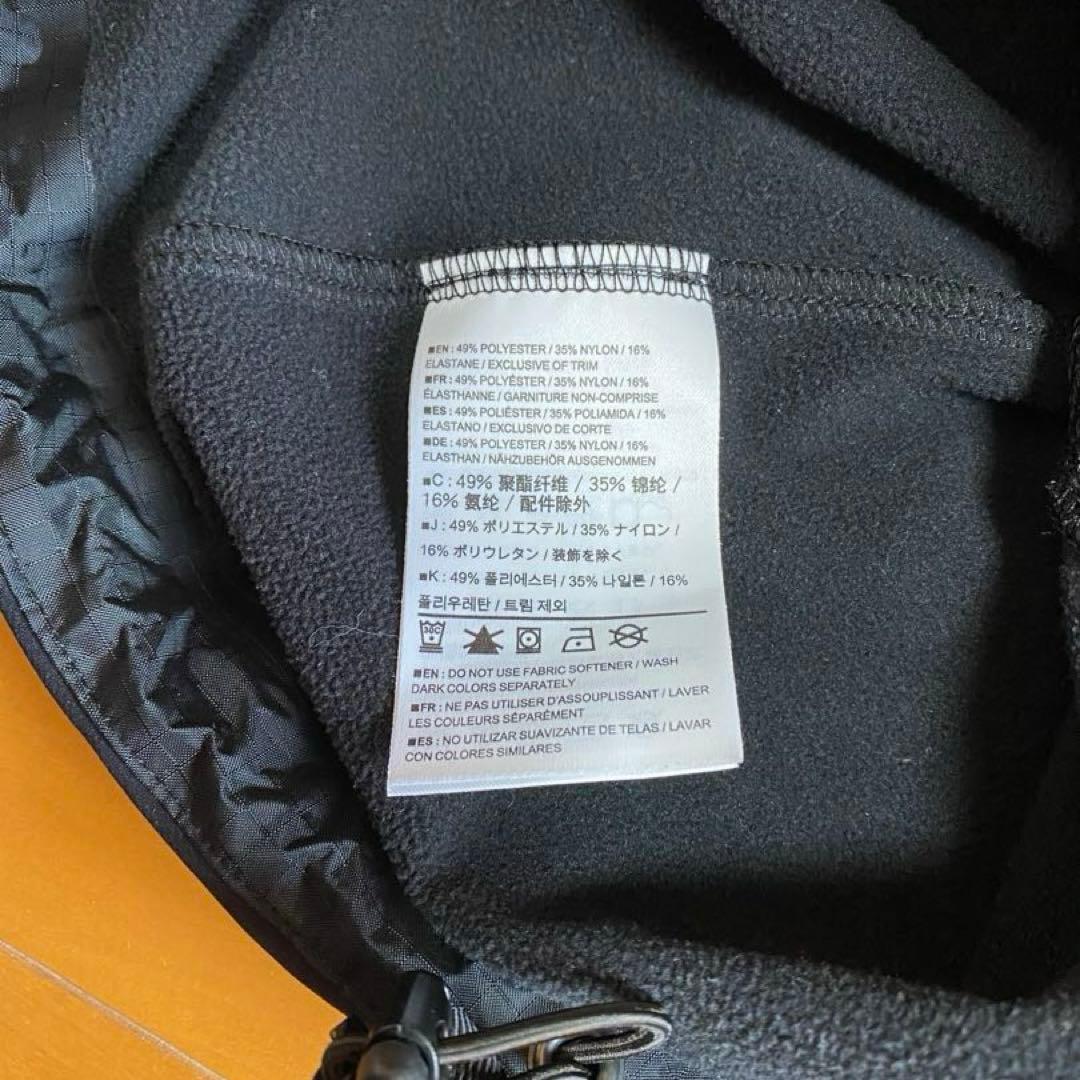 ■EN : 49% POLYESTER / 35% NYLON / 16%
ELASTANE / EXCLUSIVE OF TRIM
■FR : 49% POLYESTER / 35% NYLON / 16%
ÉLASTHANNE / GARNITURE NON-COMPRISE
■ES : 49% POLIÉSTER / 35% POLIAMIDA / 16%
ELASTANO / EXCLUSIVO DE CORTE
■DE : 49% POLYESTER / 35% NYLON / 16%
ELASTHAN / NÄHZUBEHÖR AUSGENOMMEN
■C : 49% 聚酯纤维 / 35% 锦纶 /
16% 氨纶 / 配件除外
■J : 49% ポリエステル / 35% ナイロン /
16% ポリウレタン / 装飾を除く
■K : 49% 폴리에스터 / 35% 나일론 / 16%
폴리우레탄 / 트림 제외
30C
■EN : DO NOT USE FABRIC SOFTENER / WASH
DARK COLORS SEPARATELY
■FR : NE PAS UTILISER D'ASSOUPLISSANT / LAVER
LES COULEURS SÉPARÉMENT
■ES : NO UTILIZAR SUAVIZANTE DE TELAS / LAVAR
CON COLORES SIMILARES